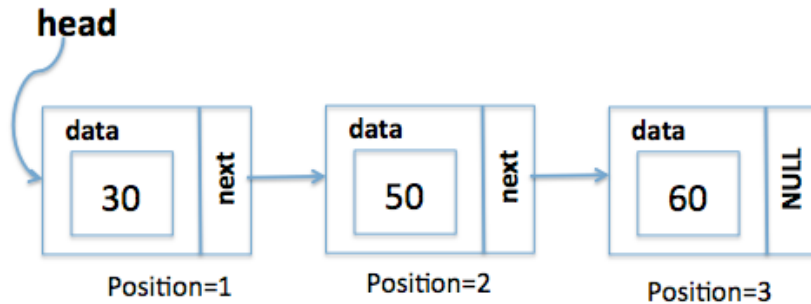 head
data
30
next
data
50
next
data
60
NULL
Position=1
Position=2
Position=3